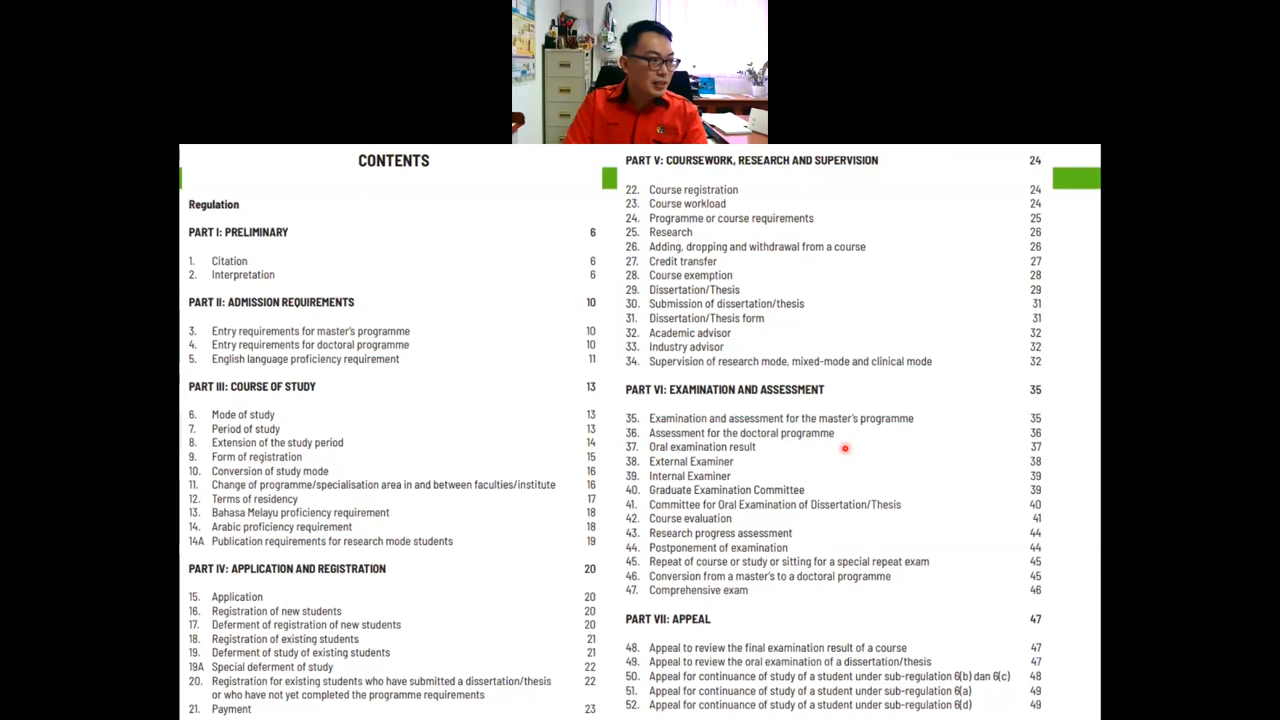 CONTENTS
Regulation
PART I: PRELIMINARY 6
1. Citation 6
2. Interpretation 6
PART II: ADMISSION REQUIREMENTS 10
3. Entry requirements for master's programme 10
4. Entry requirements for doctoral programme 10
5. English language proficiency requirement 11
PART III: COURSE OF STUDY 13
6. Mode of study 13
7. Period of study 13
8. Extension of the study period 14
9. Form of registration 15
10. Conversion of study mode 16
11. Change of programme/specialisation area in and between faculties/institute 16
12. Terms of residency 17
13. Bahasa Melayu proficiency requirement 18
14. Arabic proficiency requirement 18
14A Publication requirements for research mode students 19
PART IV: APPLICATION AND REGISTRATION 20
15. Application 20
16. Registration of new students 20
17. Deferment of registration of new students 20
18. Registration of existing students 21
19. Deferment of study of existing students 21
19A Special deferment of study 22
20. Registration for existing students who have submitted a dissertation/thesis 22
or who have not yet completed the programme requirements
21. Payment 23
PART V: COURSEWORK, RESEARCH AND SUPERVISION 24
22. Course registration 24
23. Course workload 24
24. Programme or course requirements 25
25. Research 26
26. Adding, dropping and withdrawal from a course 26
27. Credit transfer 27
28. Course exemption 28
29. Dissertation/Thesis 29
30. Submission of dissertation/thesis 31
31. Dissertation/Thesis form 31
32. Academic advisor 32
33. Industry advisor 32
34. Supervision of research mode, mixed-mode and clinical mode 32
PART VI: EXAMINATION AND ASSESSMENT 35
35. Examination and assessment for the master's programme 35
36. Assessment for the doctoral programme 36
37. Oral examination result 37
38. External Examiner 38
39. Internal Examiner 39
40. Graduate Examination Committee 39
41. Committee for Oral Examination of Dissertation/Thesis 40
42. Course evaluation 41
43. Research progress assessment 44
44. Postponement of examination 44
45. Repeat of course or study or sitting for a special repeat exam 45
46. Conversion from a master's to a doctoral programme 45
47. Comprehensive exam 46
PART VII: APPEAL 47
48. Appeal to review the final examination result of a course 47
49. Appeal to review the oral examination of a dissertation/thesis 47
50. Appeal for continuance of study of a student under sub-regulation 6(b) dan 6(c) 48
51. Appeal for continuance of study of a student under sub-regulation 6(a) 49
52. Appeal for continuance of study of a student under sub-regulation 6(d) 49